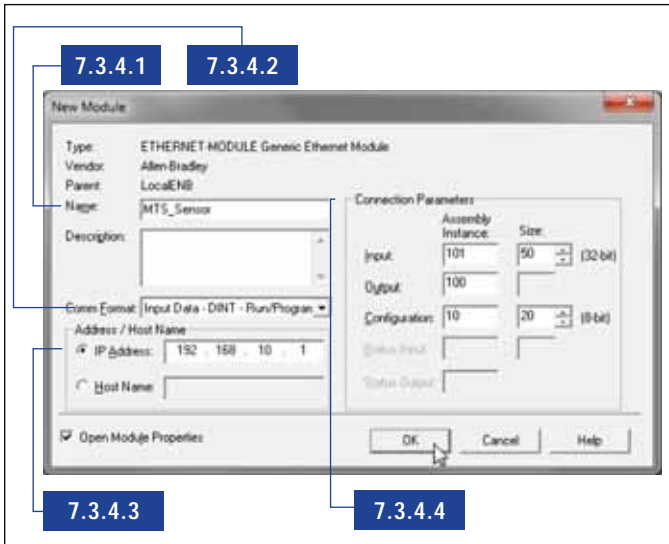 7.3.4.1 7.3.4.2
New Module
Type: ETHERNET-MODULE Generic Ethernet Module
Vendor: Allen-Bradley
Parent: LocalENB
Name: MTS_Sensor
Description:
Comm Format: Input Data - DINT - Run/Program
Address / Host Name
IP Address: 192 . 168 . 10 . 1
Host Name:
Connection Parameters
Assembly Instance: Size:
Input: 101 50 (32-bit)
Output: 100
Configuration: 10 20 (8-bit)
Status Input:
Status Output:
Open Module Properties
OK Cancel Help
7.3.4.3 7.3.4.4